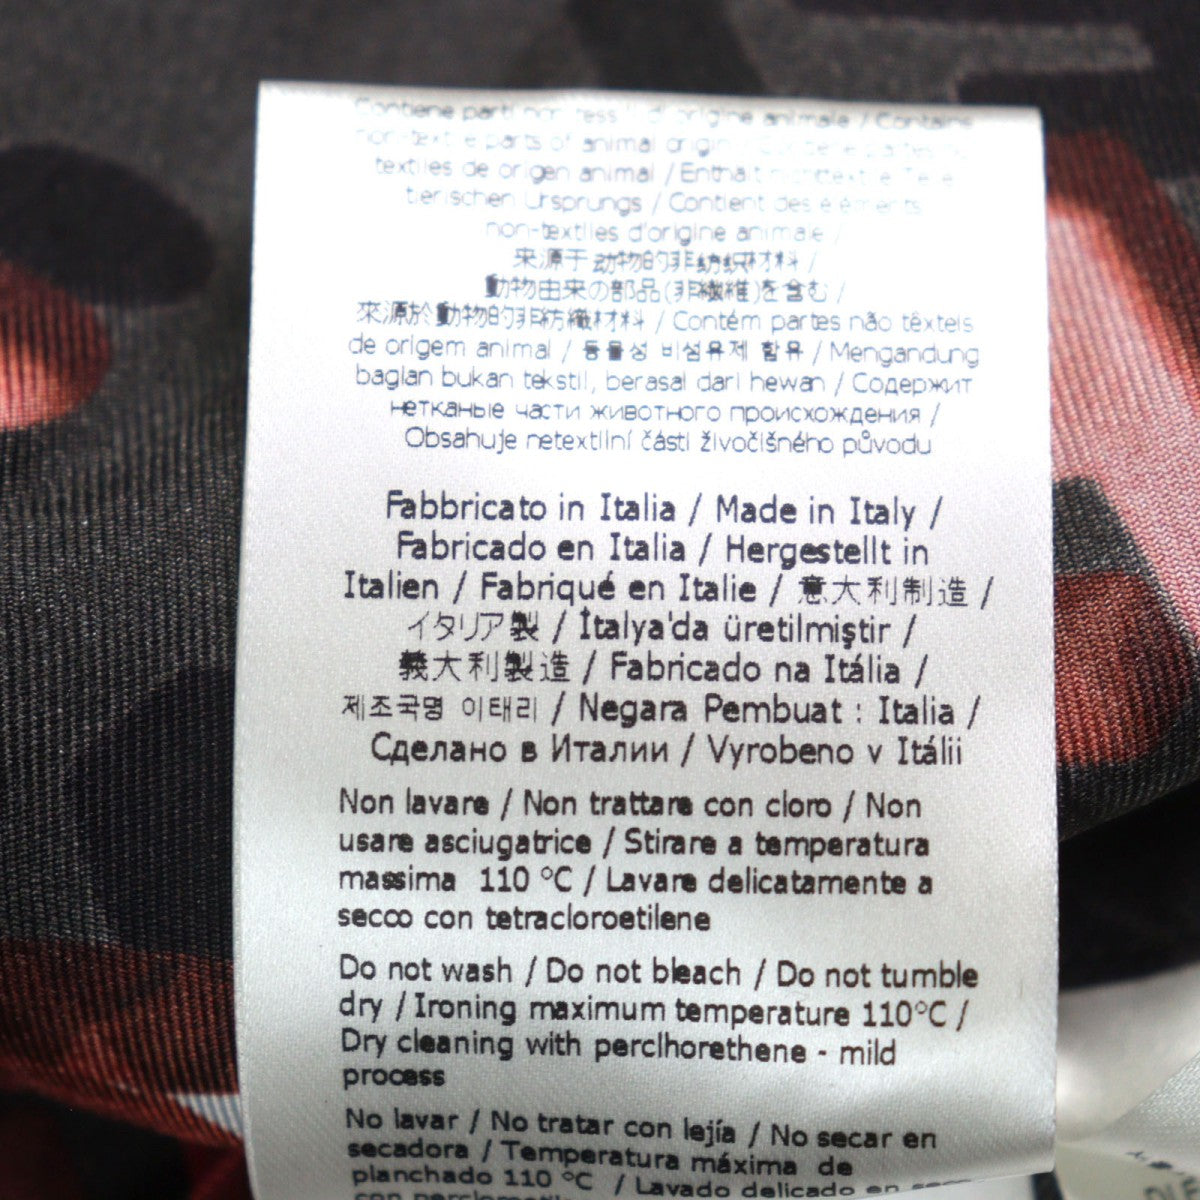 Contiene parti non tessili di origine animale / Contains
non-textile parts of animal origin / Contiene partes no
textiles de origen animal / Enthält nichttextile Teile
tierischen Ursprungs / Contient des éléments
non-textiles d'origine animale /
来源于动物的非纺织材料 /
動物由来の部品(非繊維)を含む /
來源於動物的非紡織材料 / Contém partes não têxteis
de origem animal / 동물성 비섬유제 함유 / Mengandung
bagian bukan tekstil, berasal dari hewan / Содержит
нетканые части животного происхождения /
Obsahuje netextilní části živočišného původu
Fabbricato in Italia / Made in Italy /
Fabricado en Italia / Hergestellt in
Italien / Fabriqué en Italie / 意大利制造 /
イタリア製 / İtalya'da üretilmiştir /
義大利製造 / Fabricado na Itália /
제조국명 이태리 / Negara Pembuat : Italia /
Сделано в Италии / Vyrobeno v Itálii
Non lavare / Non trattare con cloro / Non
usare asciugatrice / Stirare a temperatura
massima 110 °C / Lavare delicatamente a
secco con tetracloroetilene
Do not wash / Do not bleach / Do not tumble
dry / Ironing maximum temperature 110°C /
Dry cleaning with perclhorethene - mild
process
No lavar / No tratar con lejía / No secar en
secadora / Temperatura máxima de
planchado 110 °C / Lavado delicado en seco
con